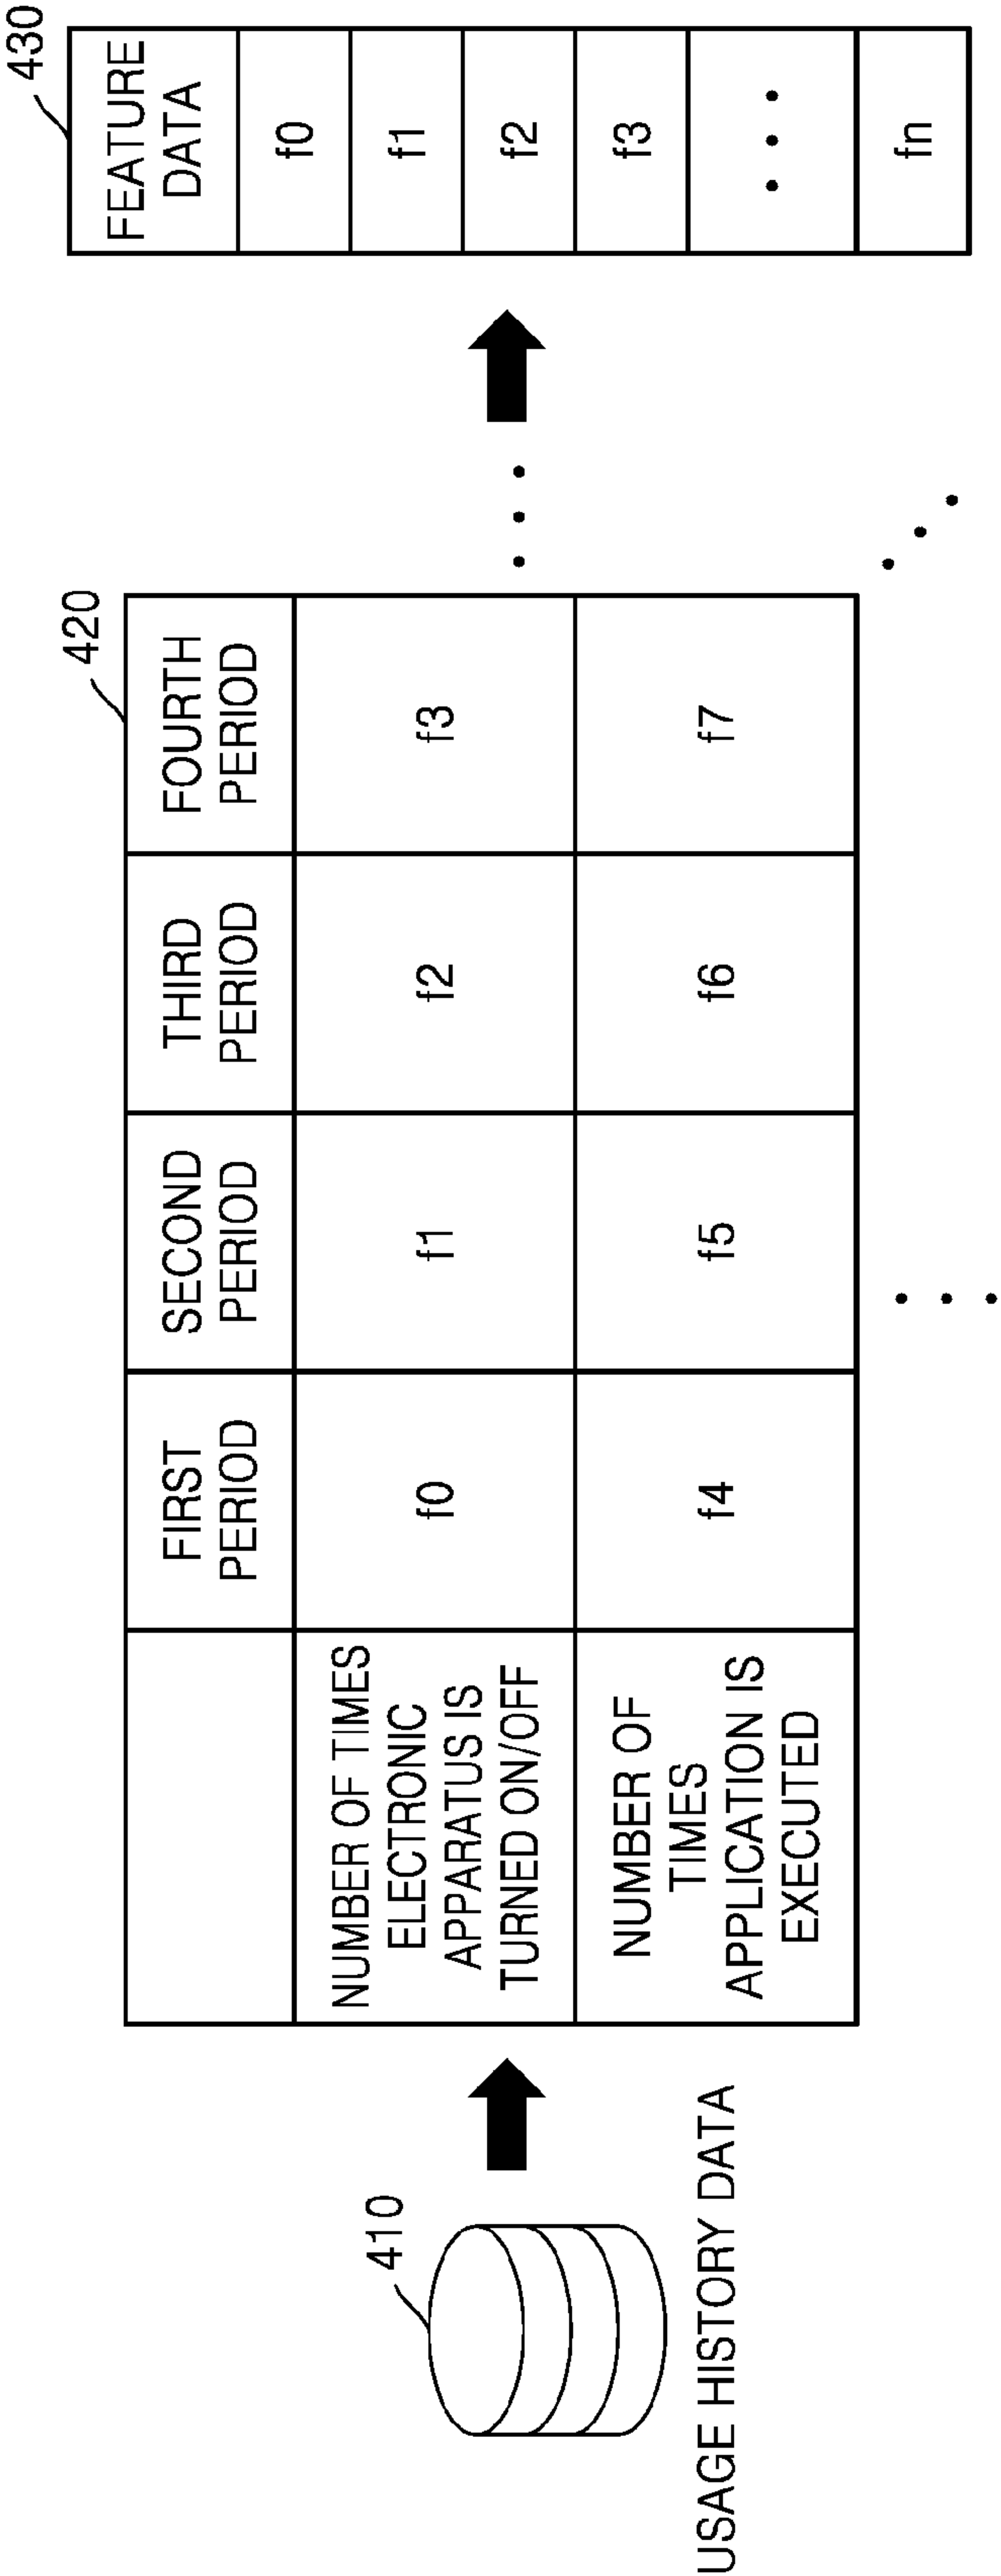 410
USAGE HISTORY DATA
420
FIRST
PERIOD
SECOND
PERIOD
THIRD
PERIOD
FOURTH
PERIOD
NUMBER OF TIMES
ELECTRONIC
APPARATUS IS
TURNED ON/OFF
f0
f1
f2
f3
NUMBER OF
TIMES
APPLICATION IS
EXECUTED
f4
f5
f6
f7
430
FEATURE
DATA
f0
f1
f2
f3
fn